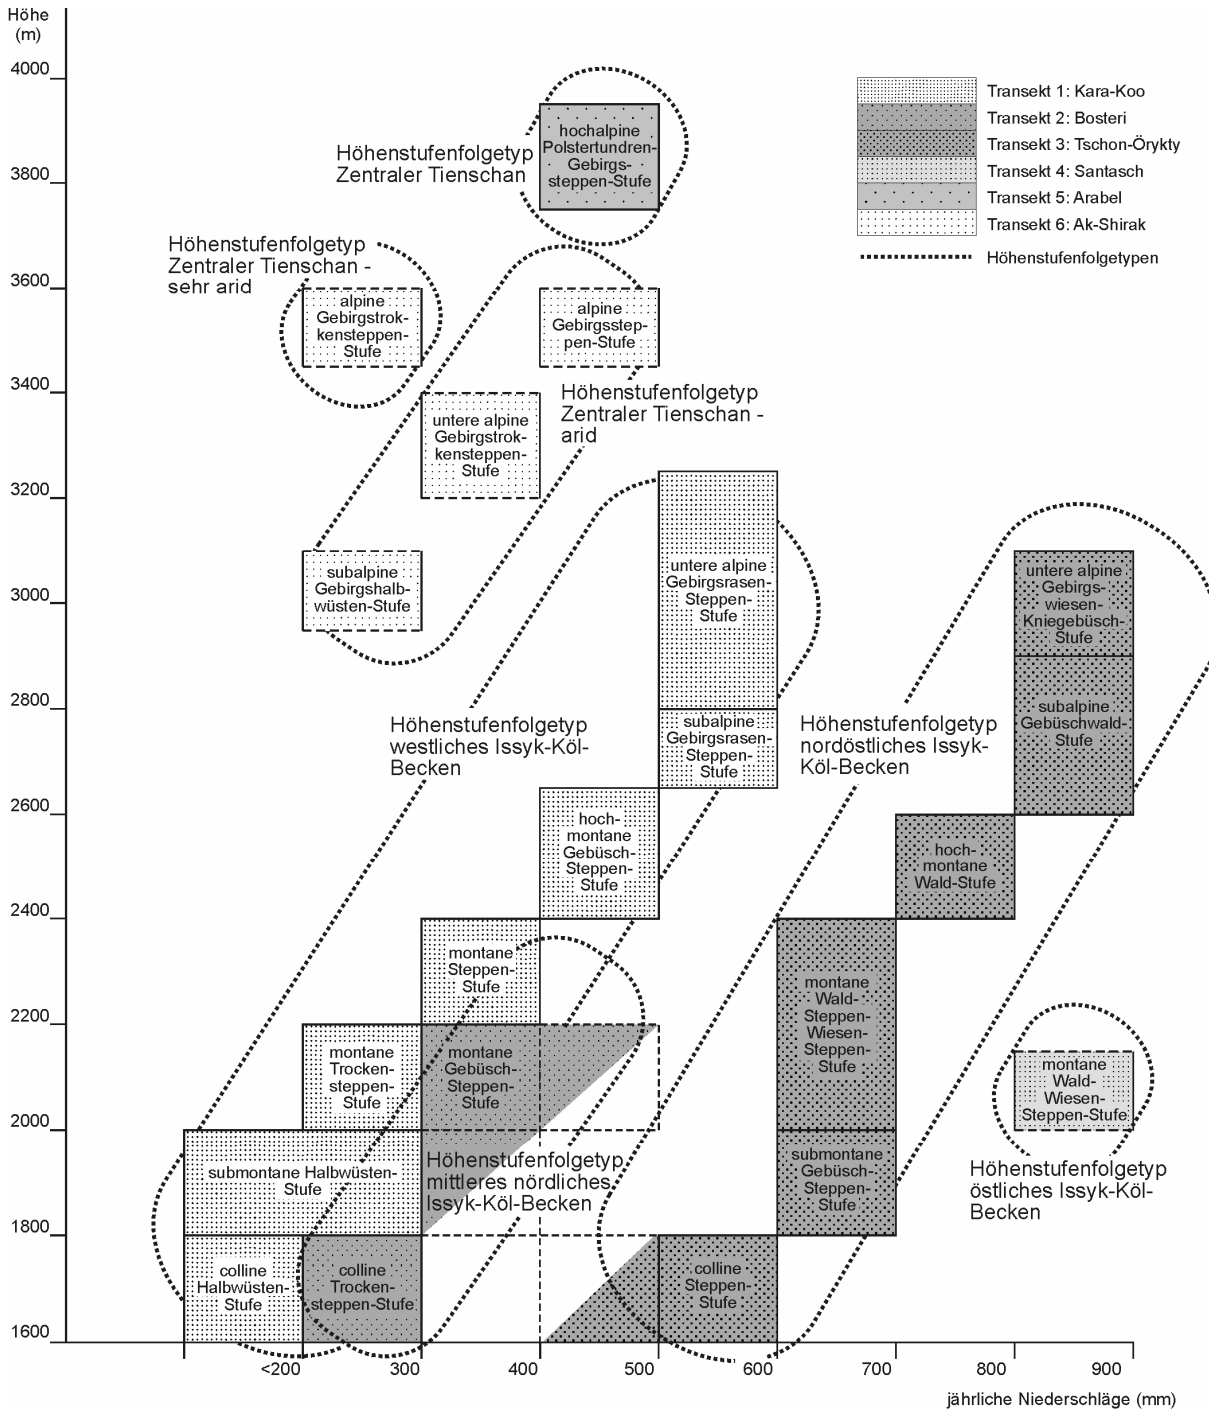 Höhe
(m)
4000
3800
3600
3400
3200
3000
2800
2600
2400
2200
2000
1800
1600
Transekt 1: Kara-Koo
Transekt 2: Bosteri
Transekt 3: Tschon-Örykty
Transekt 4: Santasch
Transekt 5: Arabel
Transekt 6: Ak-Shirak
Höhenstufenfolgetypen
Höhenstufenfolgetyp
Zentraler Tienschan
hochalpine
Polstertundren-
Gebirgs-
steppen-Stufe
Höhenstufenfolgetyp
Zentraler Tienschan -
sehr arid
alpine
Gebirgstrok-
kensteppen-
Stufe
alpine
Gebirgsstep-
pen-Stufe
Höhenstufenfolgetyp
Zentraler Tienschan -
arid
untere alpine
Gebirgstrok-
kensteppen-
Stufe
subalpine
Gebirgshalb-
wüsten-Stufe
untere alpine
Gebirgsrasen-
Steppen-
Stufe
untere alpine
Gebirgs-
wiesen-
Kniegebüsch-
Stufe
Höhenstufenfolgetyp
westliches Issyk-Köl-
Becken
subalpine
Gebirgsrasen-
Steppen-
Stufe
Höhenstufenfolgetyp
nordöstliches Issyk-
Köl-Becken
subalpine
Gebüschwald-
Stufe
hoch-
montane
Gebüsch-
Steppen-
Stufe
hoch-
montane
Wald-Stufe
montane
Steppen-
Stufe
montane
Wald-
Steppen-
Wiesen-
Steppen-
Stufe
montane
Trocken-
steppen-
Stufe
montane
Gebüsch-
Steppen-
Stufe
montane
Wald-
Wiesen-
Steppen-Stufe
submontane Halbwüsten-
Stufe
Höhenstufenfolgetyp
mittleres nördliches
Issyk-Köl-Becken
submontane
Gebüsch-
Steppen-
Stufe
Höhenstufenfolgetyp
östliches Issyk-Köl-
Becken
colline
Halbwüsten-
Stufe
colline
Trocken-
steppen-Stufe
colline
Steppen-
Stufe
<200 300 400 500 600 700 800 900
jährliche Niederschläge (mm)